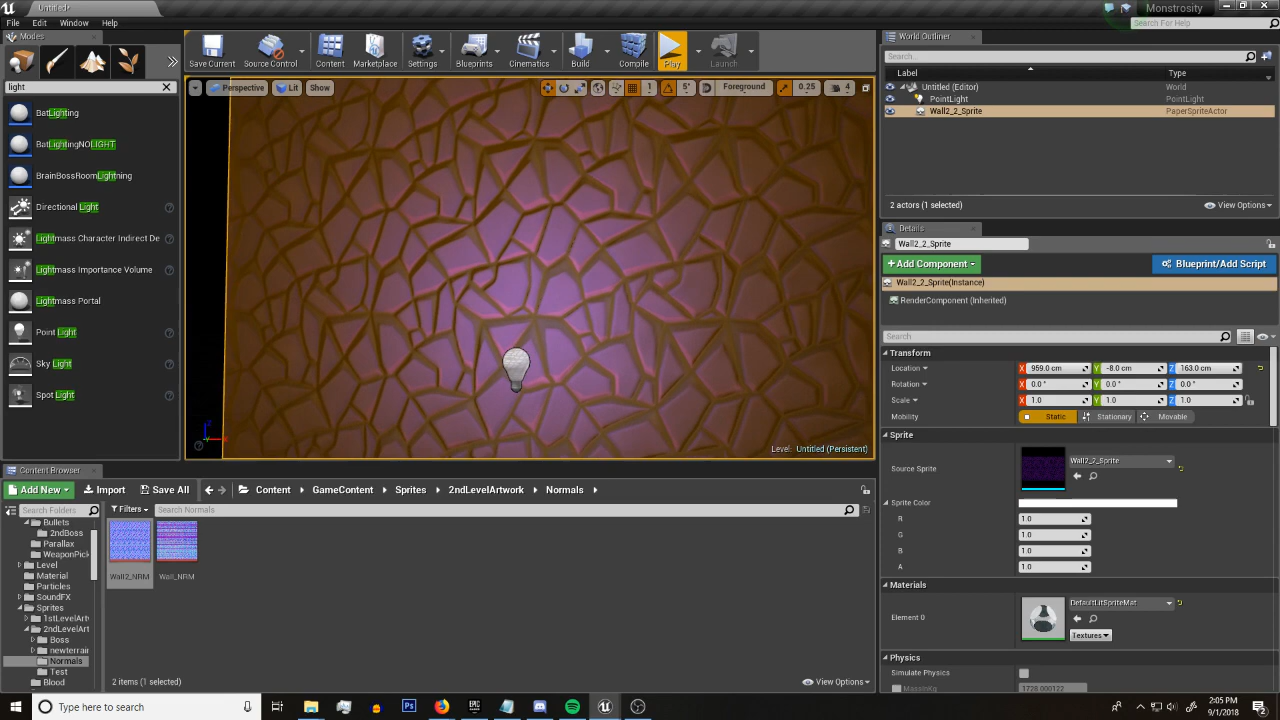 Untitled*
Monstrosity
File Edit Window Help
Search For Help
Modes
light
BatLighting
BatLightingNOLIGHT
BrainBossRoomLightning
Directional Light
Lightmass Character Indirect De
Lightmass Importance Volume
Lightmass Portal
Point Light
Sky Light
Spot Light
Save Current Source Control Content Marketplace Settings Blueprints Cinematics Build Compile Play Launch
Perspective Lit Show 1 5° Foreground 0.25 4
Level: Untitled (Persistent)
World Outliner
Search...
Label Type
Untitled (Editor) World
PointLight PointLight
Wall2_2_Sprite PaperSpriteActor
2 actors (1 selected) View Options
Details
Wall2_2_Sprite
+Add Component Blueprint/Add Script
Wall2_2_Sprite(Instance)
RenderComponent (Inherited)
Search
Transform
Location X 959.0 cm Y -8.0 cm Z 163.0 cm
Rotation X 0.0 ° Y 0.0 ° Z 0.0 °
Scale X 1.0 Y 1.0 Z 1.0
Mobility Static Stationary Movable
Sprite
Source Sprite Wall2_2_Sprite
Sprite Color
R 1.0
G 1.0
B 1.0
A 1.0
Materials
Element 0 DefaultLitSpriteMat
Textures
Physics
Simulate Physics
MassInKg 1728.000122
Content Browser
Add New Import Save All Content GameContent Sprites 2ndLevelArtwork Normals
Search Folders Filters Search Normals
Bullets
2ndBoss
Parallax
WeaponPick
Level
Material
Particles
SoundFX
Sprites
1stLevelArtv
2ndLevelArt
Boss
newterrain
Normals
Test
Blood
Wall2_NRM Wall_NRM
2 items (1 selected) View Options
Type here to search
2:05 PM
9/1/2018